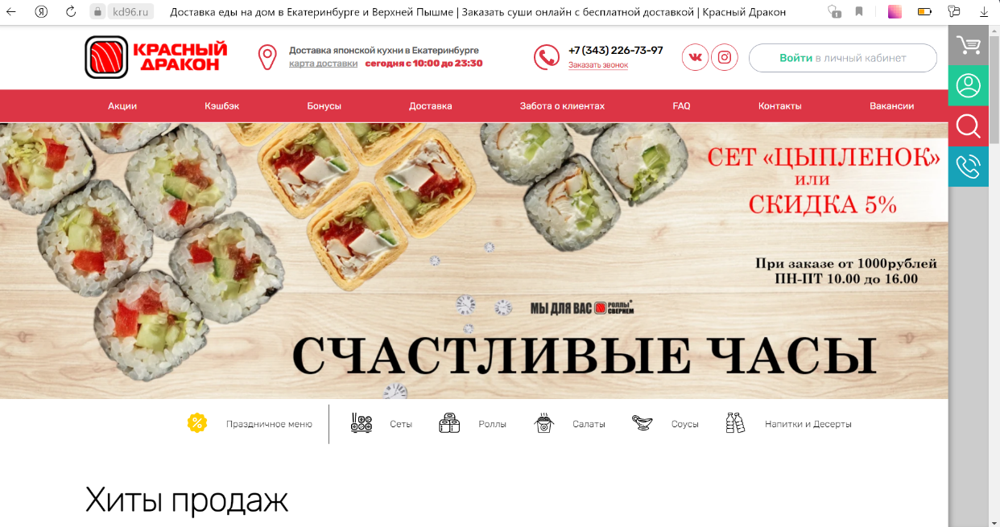 kd96.ru
Доставка еды на дом в Екатеринбурге и Верхней Пышме | Заказать суши онлайн с бесплатной доставкой | Красный Дракон
1
КРАСНЫЙ
ДРАКОН
Доставка японской кухни в Екатеринбурге
карта доставки сегодня с 10:00 до 23:30
+7 (343) 226-73-97
Заказать звонок
Войти в личный кабинет
Акции Кэшбэк Бонусы Доставка Забота о клиентах FAQ Контакты Вакансии
СЕТ «ЦЫПЛЕНОК»
ИЛИ
СКИДКА 5%
При заказе от 1000рублей
ПН-ПТ 10.00 до 16.00
МЫ ДЛЯ ВАС РОЛЛЫ СВЕРНЕМ
СЧАСТЛИВЫЕ ЧАСЫ
Праздничное меню Сеты Роллы Салаты Соусы Напитки и Десерты
Хиты продаж